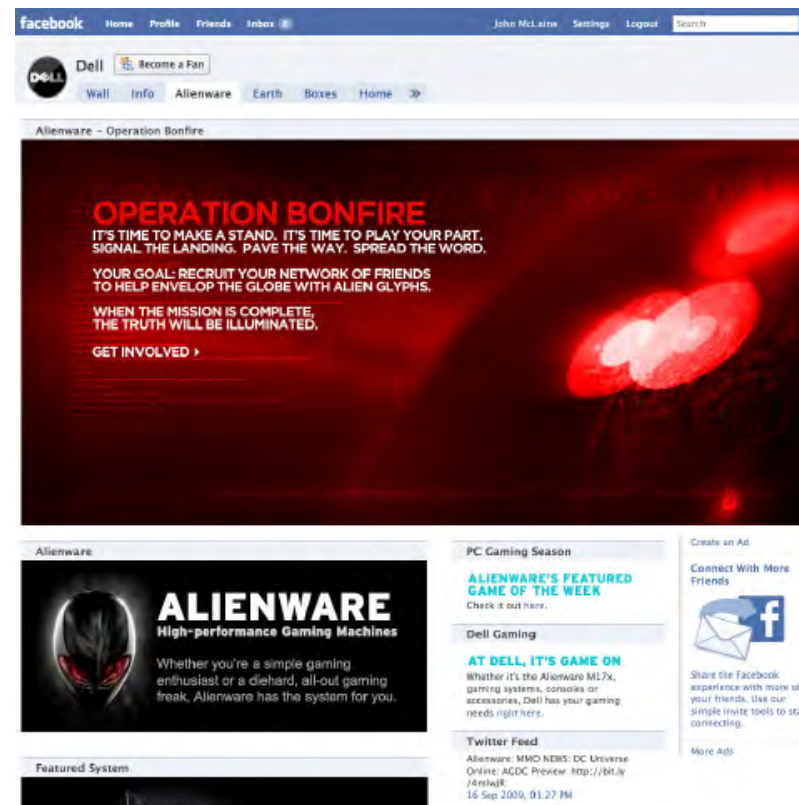 facebook Home Profile Friends Inbox John McLains Settings Logout Search
DELL
Dell Become a Fan
Wall Info Alienware Earth Boxes Home »
Alienware – Operation Bonfire
OPERATION BONFIRE
IT'S TIME TO MAKE A STAND. IT'S TIME TO PLAY YOUR PART.
SIGNAL THE LANDING. PAVE THE WAY. SPREAD THE WORD.
YOUR GOAL: RECRUIT YOUR NETWORK OF FRIENDS
TO HELP ENVELOP THE GLOBE WITH ALIEN GLYPHS.
WHEN THE MISSION IS COMPLETE,
THE TRUTH WILL BE ILLUMINATED.
GET INVOLVED
Alienware
ALIENWARE
High-performance Gaming Machines
Whether you're a simple gaming
enthusiast or a diehard, all-out gaming
freak, Alienware has the system for you.
Featured System
PC Gaming Season
ALIENWARE'S FEATURED
GAME OF THE WEEK
Check it out here.
Dell Gaming
AT DELL, IT'S GAME ON
Whether it's the Alienware M17x,
gaming systems, consoles or
accessories, Dell has your gaming
needs right here.
Twitter Feed
Alienware: MMO NEWS: DC Universe
Online: AGDC Preview http://bit.ly
16 Sep 2009, 01:27 PM
Create an Ad
Connect With More
Friends
Share the Facebook
experience with more of
your friends. Use our
simple invite tools to sta
connecting.
More Ads